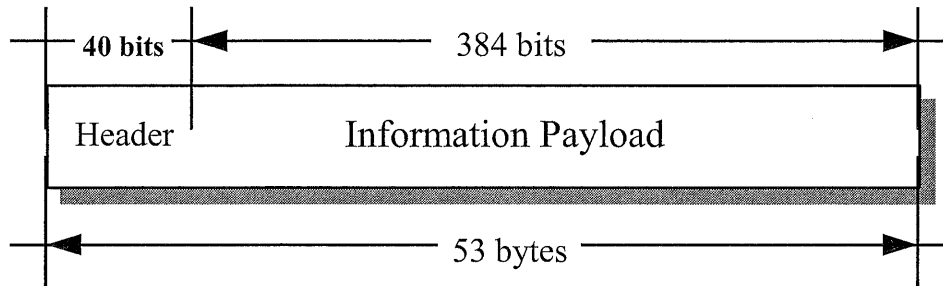 40 bits
384 bits
Header
Information Payload
53 bytes